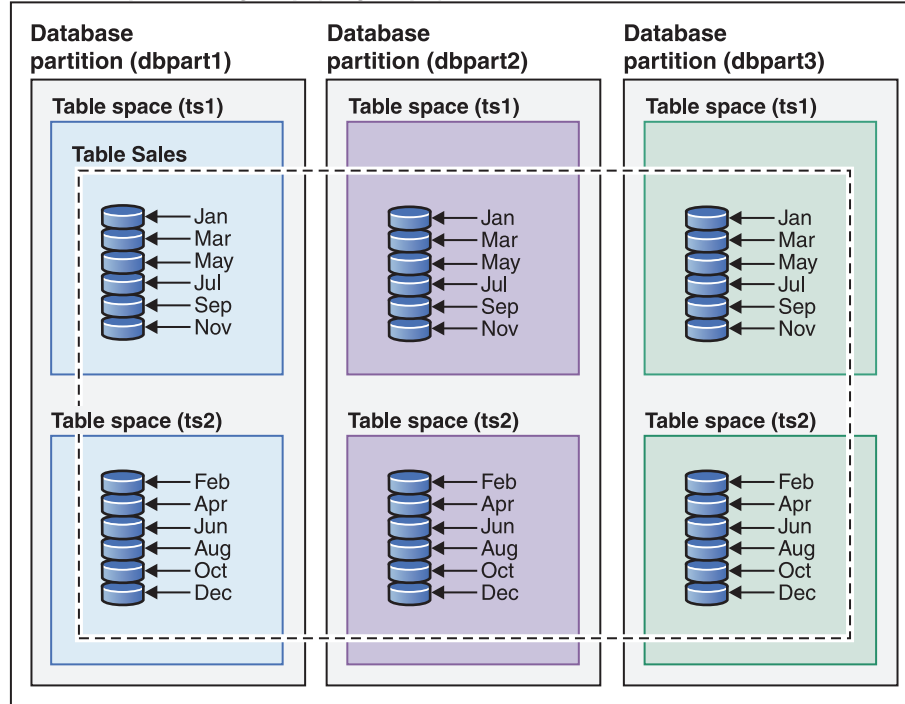 Database
partition (dbpart1)
Table space (ts1)
Table Sales
Jan
Mar
May
Jul
Sep
Nov
Table space (ts2)
Feb
Apr
Jun
Aug
Oct
Dec
Database
partition (dbpart2)
Table space (ts1)
Jan
Mar
May
Jul
Sep
Nov
Table space (ts2)
Feb
Apr
Jun
Aug
Oct
Dec
Database
partition (dbpart3)
Table space (ts1)
Jan
Mar
May
Jul
Sep
Nov
Table space (ts2)
Feb
Apr
Jun
Aug
Oct
Dec